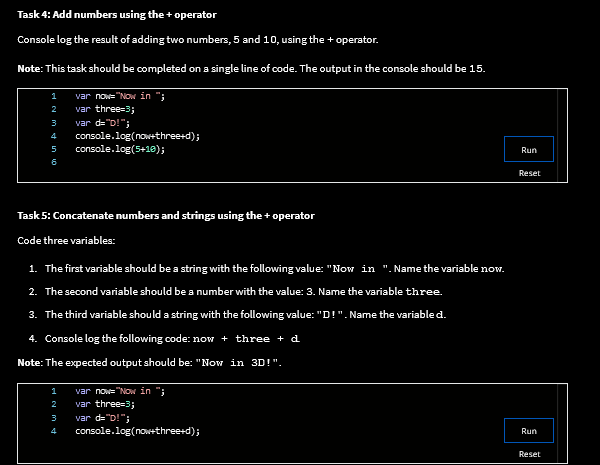 Task 4: Add numbers using the + operator
Console log the result of adding two numbers, 5 and 10, using the + operator.
Note: This task should be completed on a single line of code. The output in the console should be 15.
1 var now="Now in ";
2 var three=3;
3 var d="D!";
4 console.log(now+three+d);
5 console.log(5+10);
6
Run
Reset
Task 5: Concatenate numbers and strings using the + operator
Code three variables:
1. The first variable should be a string with the following value: "Now in ". Name the variable now.
2. The second variable should be a number with the value: 3. Name the variable three.
3. The third variable should a string with the following value: "D!". Name the variable d.
4. Console log the following code: now + three + d
Note: The expected output should be: "Now in 3D!".
1 var now="Now in ";
2 var three=3;
3 var d="D!";
4 console.log(now+three+d);
Run
Reset